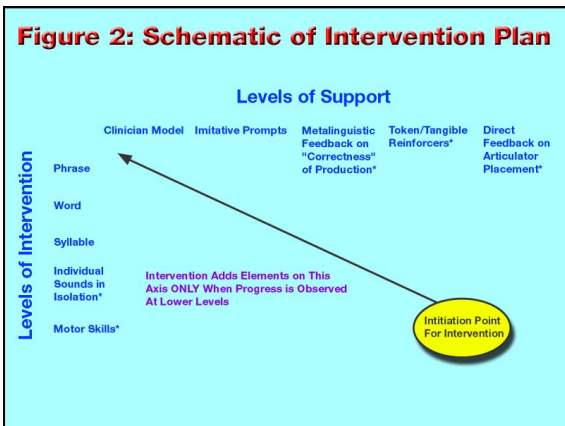 Figure 2: Schematic of Intervention Plan
Levels of Support
Clinician Model
Imitative Prompts
Metalinguistic
Feedback on
"Correctness"
of Production*
Token/Tangible
Reinforcers*
Direct
Feedback on
Articulator
Placement*
Levels of Intervention
Phrase
Word
Syllable
Individual
Sounds in
Isolation*
Motor Skills*
Intervention Adds Elements on This
Axis ONLY When Progress is Observed
At Lower Levels
Intitiation Point
For Intervention